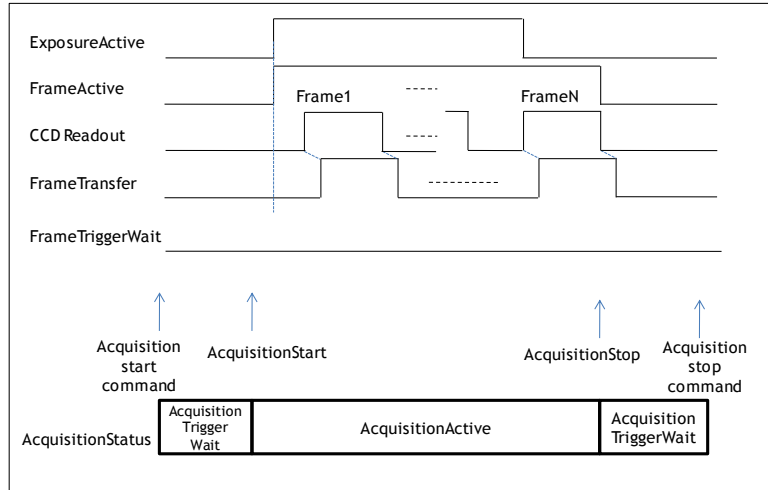 ExposureActive
FrameActive
Frame1
FrameN
CCD Readout
FrameTransfer
FrameTriggerWait
Acquisition
start
command
AcquisitionStart
AcquisitionStop
Acquisition
stop
command
AcquisitionStatus
Acquisition
Trigger
Wait
AcquisitionActive
Acquisition
TriggerWait